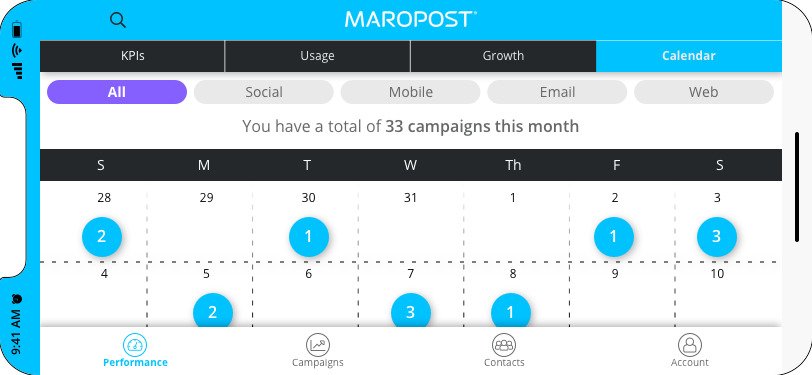 MAROPOST
KPIs Usage Growth Calendar
All Social Mobile Email Web
You have a total of 33 campaigns this month
S M T W Th F S
28 29 30 31 1 2 3
2 1 1 3
4 5 6 7 8 9 10
2 3 1
Performance Campaigns Contacts Account
9:41 AM